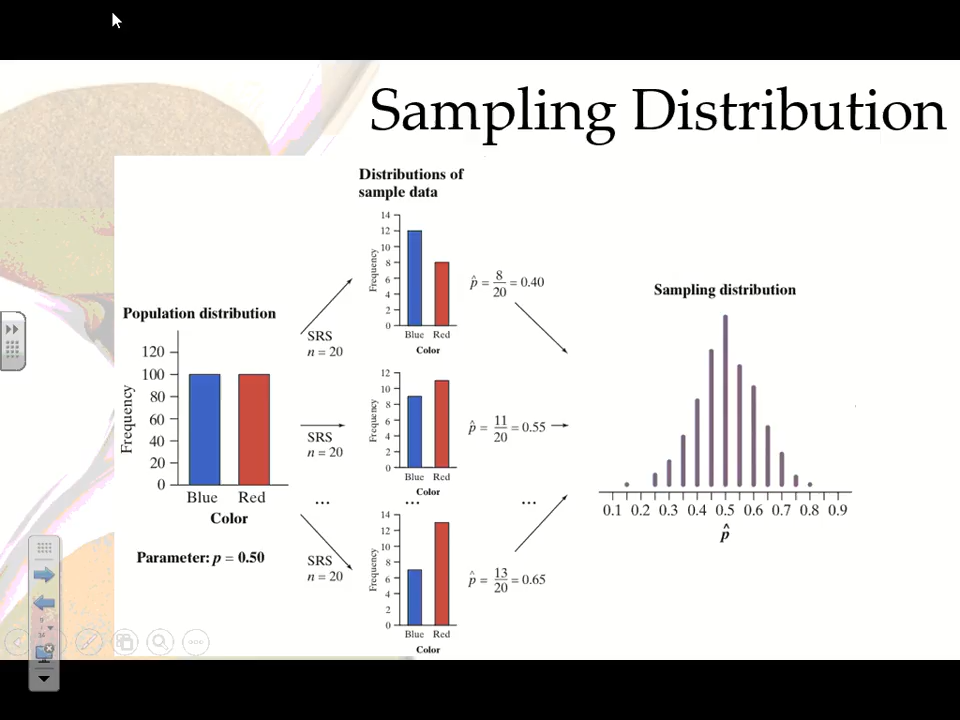 Sampling Distribution
Distributions of
sample data
Population distribution
Frequency
120
100
80
60
40
20
0
Blue Red
Color
Parameter: p = 0.50
SRS
n = 20
SRS
n = 20
...
SRS
n = 20
Frequency
14
12
10
8
6
4
2
0
Blue Red
Color
p̂ = 8/20 = 0.40
Frequency
12
10
8
6
4
2
0
Blue Red
Color
p̂ = 11/20 = 0.55
...
...
Frequency
14
12
10
8
6
4
2
0
Blue Red
Color
p̂ = 13/20 = 0.65
Sampling distribution
0.1 0.2 0.3 0.4 0.5 0.6 0.7 0.8 0.9
p̂